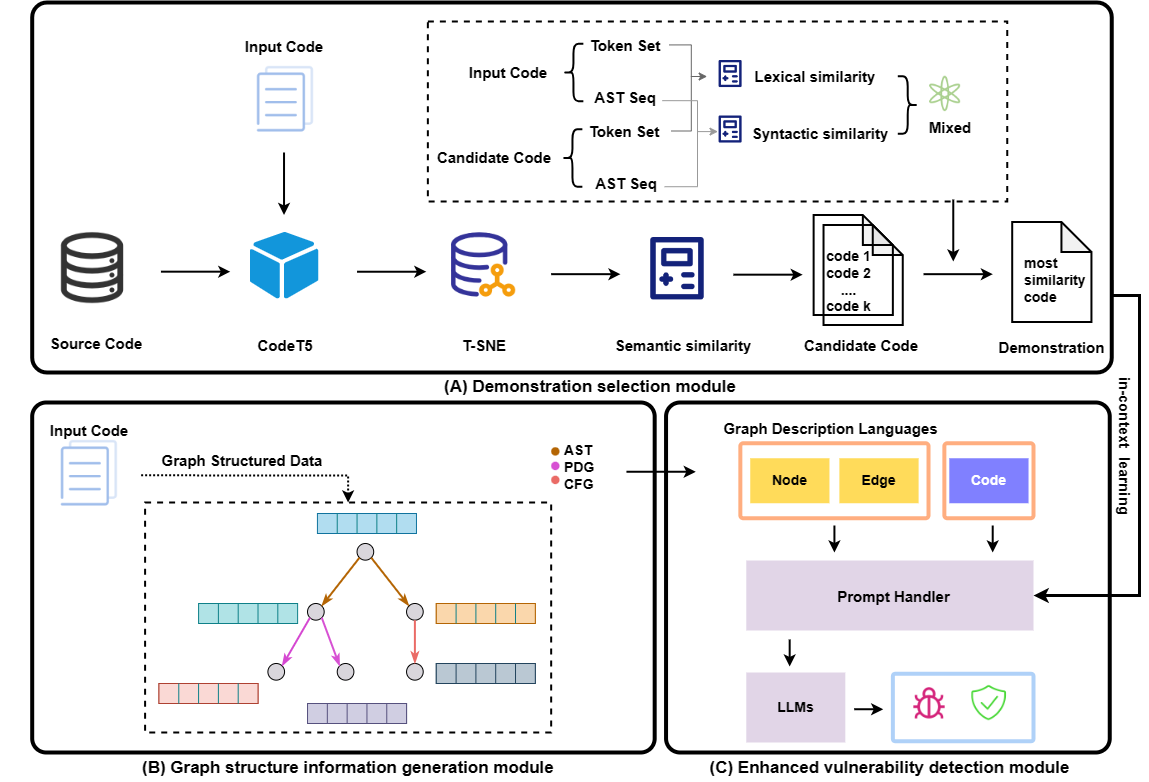 Input Code
Token Set
Input Code
AST Seq
Lexical similarity
Token Set
Candidate Code
AST Seq
Syntactic similarity
Mixed
code 1
code 2
....
code k
most
similarity
code
Source Code
CodeT5
T-SNE
Semantic similarity
Candidate Code
Demonstration
(A) Demonstration selection module
in-context learning
Input Code
Graph Structured Data
AST
PDG
CFG
(B) Graph structure information generation module
Graph Description Languages
Node
Edge
Code
Prompt Handler
LLMs
(C) Enhanced vulnerability detection module